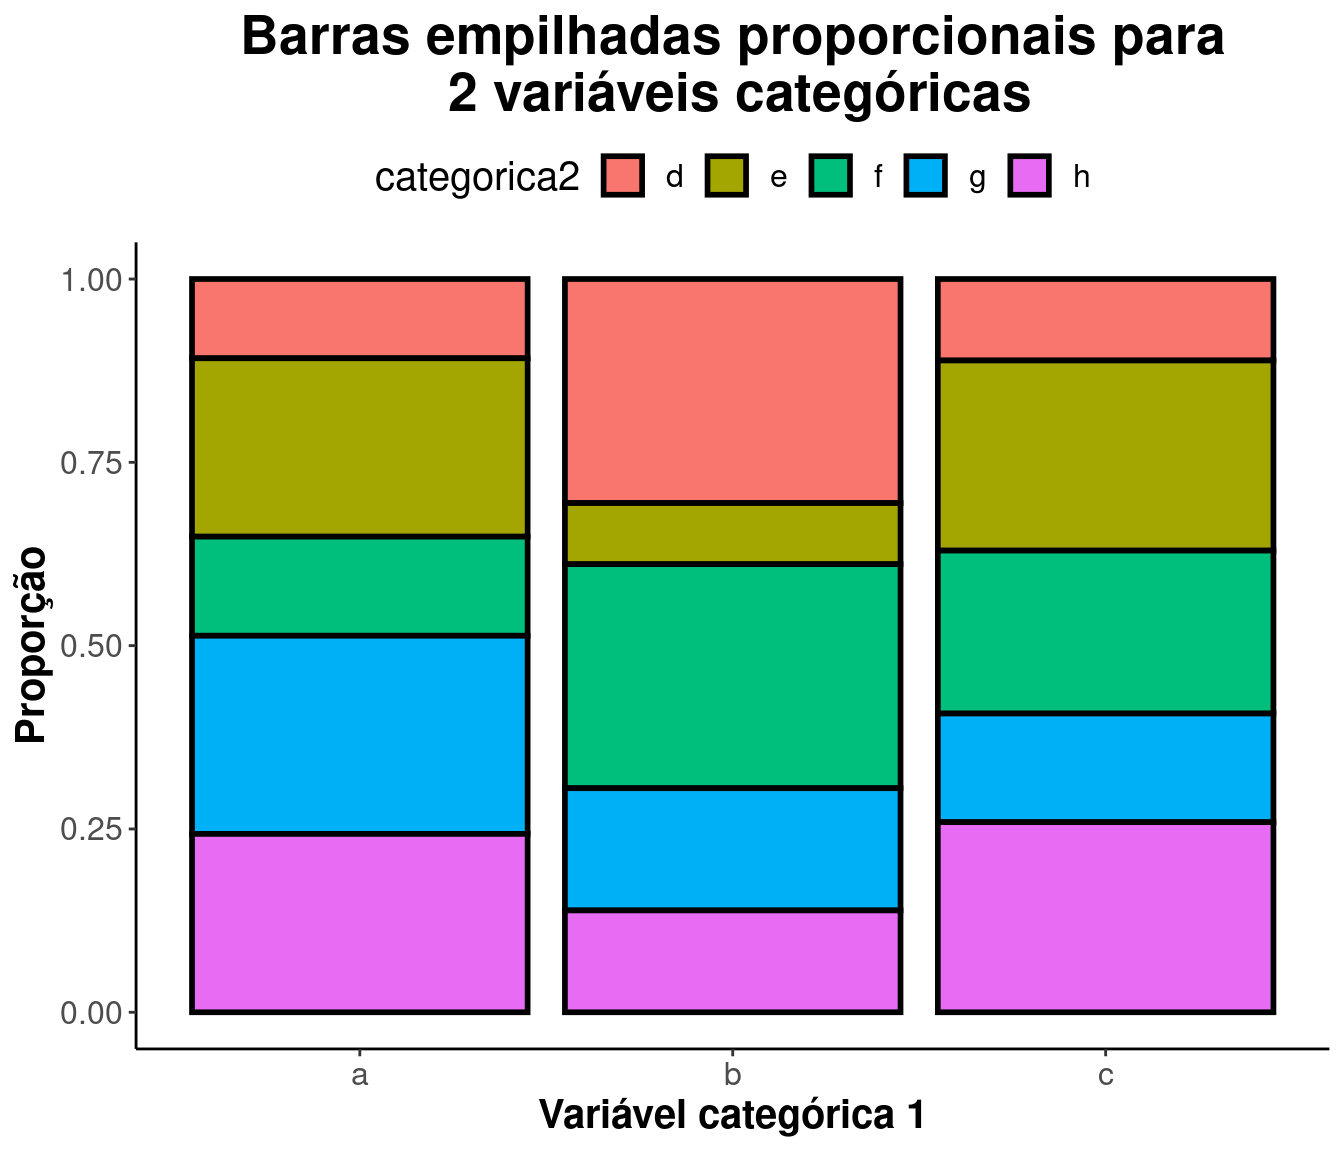 Barras empilhadas proporcionais para
2 variáveis categóricas
categorica2 d e f g h
1.00
0.75
0.50
0.25
0.00
Proporção
a b c
Variável categórica 1